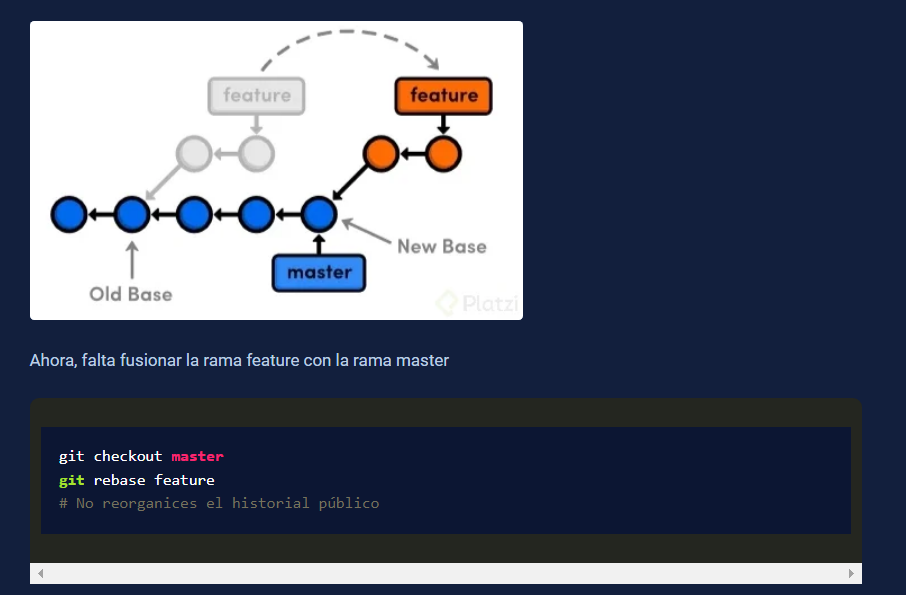 feature feature
New Base
master
Old Base
Platzi
Ahora, falta fusionar la rama feature con la rama master
git checkout master
git rebase feature
# No reorganices el historial público